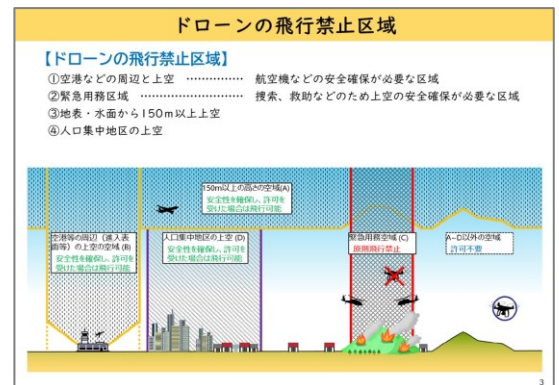 ドローンの飛行禁止区域
【ドローンの飛行禁止区域】
①空港などの周辺と上空 …………… 航空機などの安全確保が必要な区域
②緊急用務区域 …………………… 捜索、救助などのため上空の安全確保が必要な区域
③地表・水面から150m以上上空
④人口集中地区の上空
150m以上の高さの空域(A)
安全性を確保し、許可を
受けた場合は飛行可能
空港等の周辺（進入表
面等）の上空の空域 (B)
安全性を確保し、許可を
受けた場合は飛行可能
人口集中地区の上空 (D)
安全性を確保し、許可を
受けた場合は飛行可能
緊急用務空域 (C)
原則飛行禁止
A~D以外の空域
許可不要
3